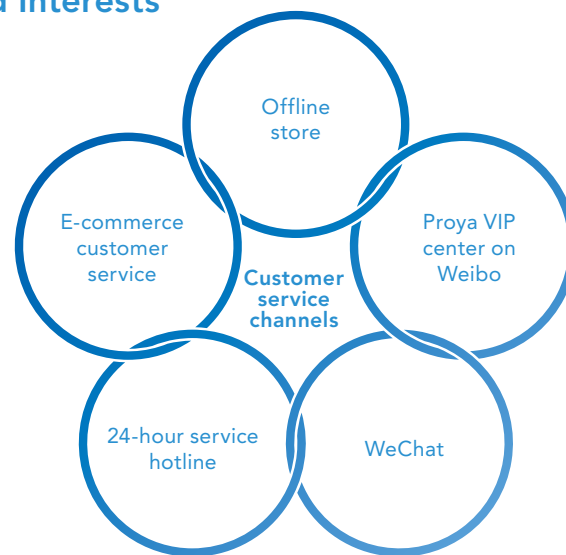 d interests
Offline
store
E-commerce
customer
service
Proya VIP
center on
Weibo
Customer
service
channels
24-hour service
hotline
WeChat